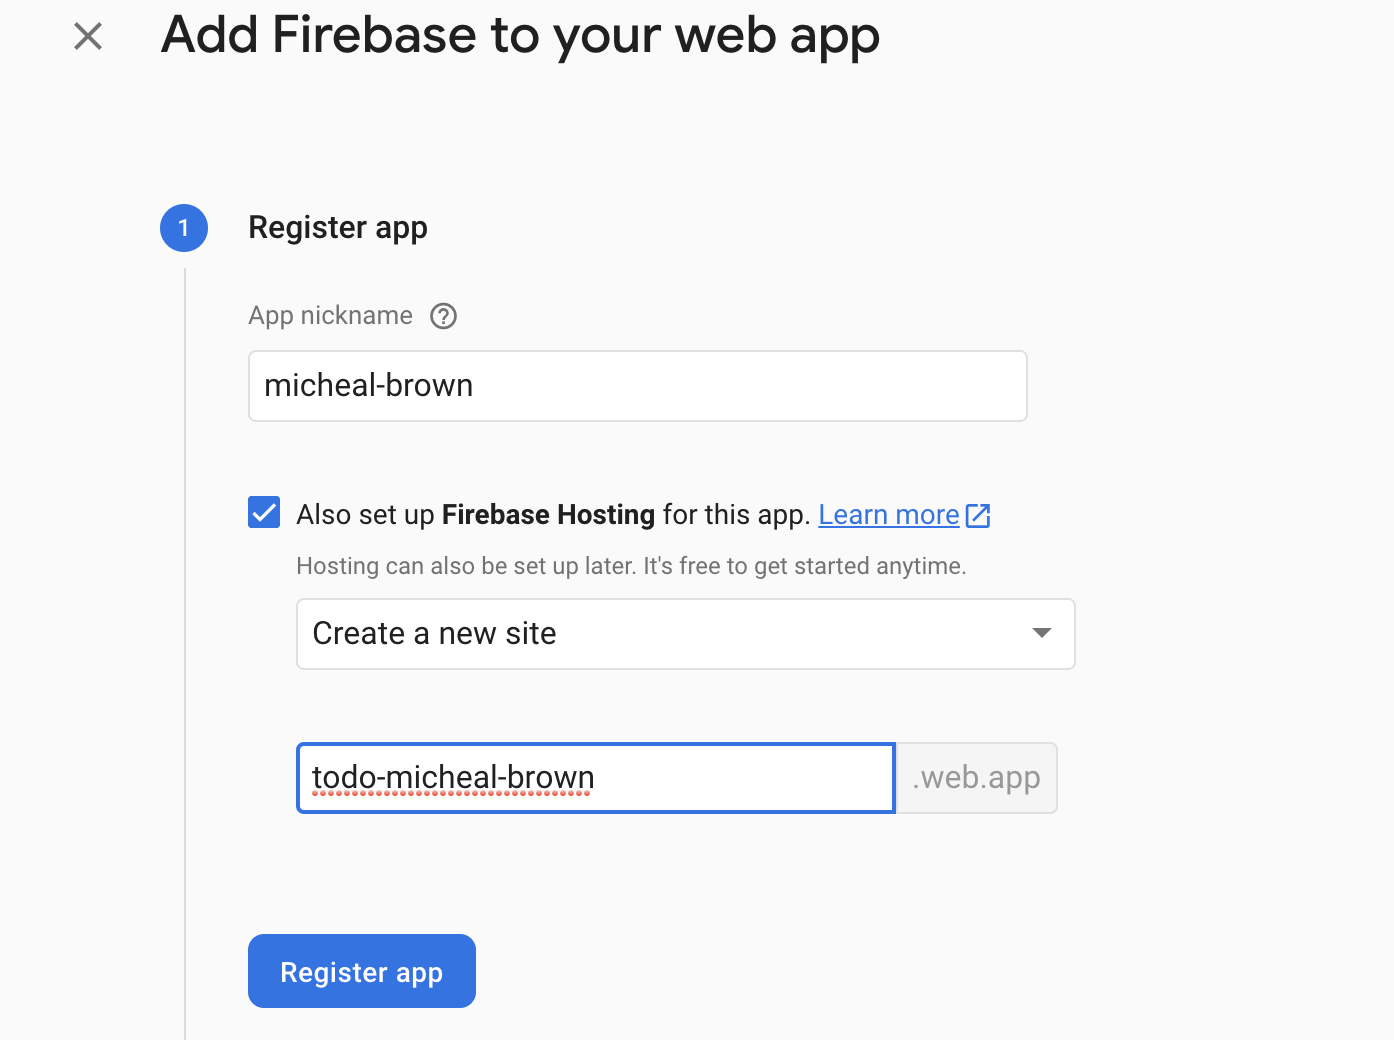 Add Firebase to your web app
1
Register app
App nickname ?
micheal-brown
Also set up Firebase Hosting for this app. Learn more
Hosting can also be set up later. It's free to get started anytime.
Create a new site
todo-micheal-brown .web.app
Register app